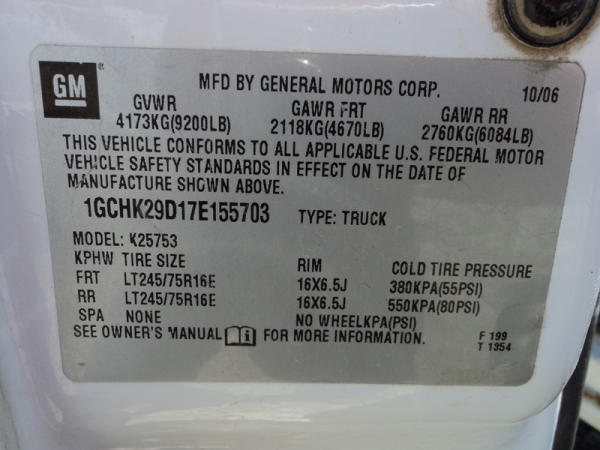 GM
MFD BY GENERAL MOTORS CORP. 10/06
GVWR GAWR FRT GAWR RR
4173KG(9200LB) 2118KG(4670LB) 2760KG(6084LB)
THIS VEHICLE CONFORMS TO ALL APPLICABLE U.S. FEDERAL MOTOR
VEHICLE SAFETY STANDARDS IN EFFECT ON THE DATE OF
MANUFACTURE SHOWN ABOVE.
1GCHK29D17E155703 TYPE: TRUCK
MODEL: K25753
KPHW TIRE SIZE RIM COLD TIRE PRESSURE
FRT LT245/75R16E 16X6.5J 380KPA(55PSI)
RR LT245/75R16E 16X6.5J 550KPA(80PSI)
SPA NONE NO WHEELKPA(PSI)
SEE OWNER'S MANUAL i FOR MORE INFORMATION. F 199
T 1354